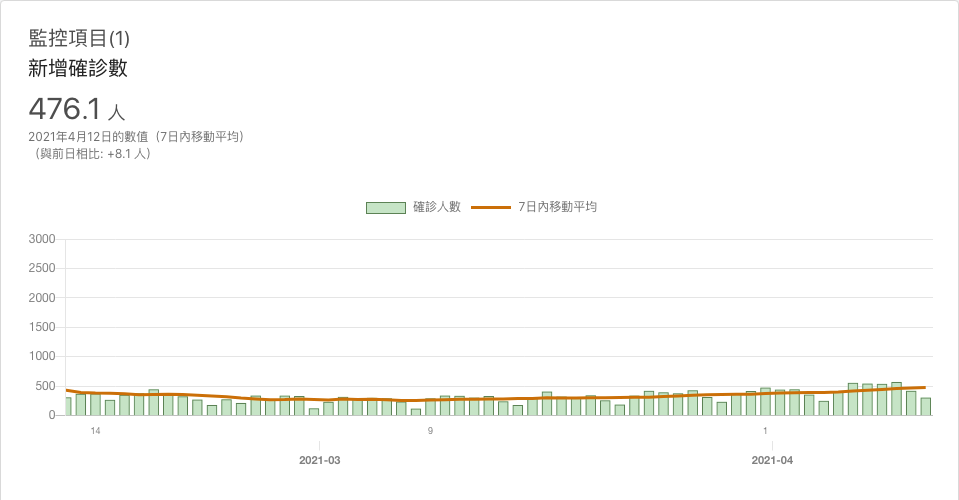 監控項目(1)
新增確診數
476.1 人
2021年4月12日的數值（7日內移動平均）
（與前日相比: +8.1 人）
確診人數 7日內移動平均
3000
2500
2000
1500
1000
500
0
14 9 1
2021-03 2021-04